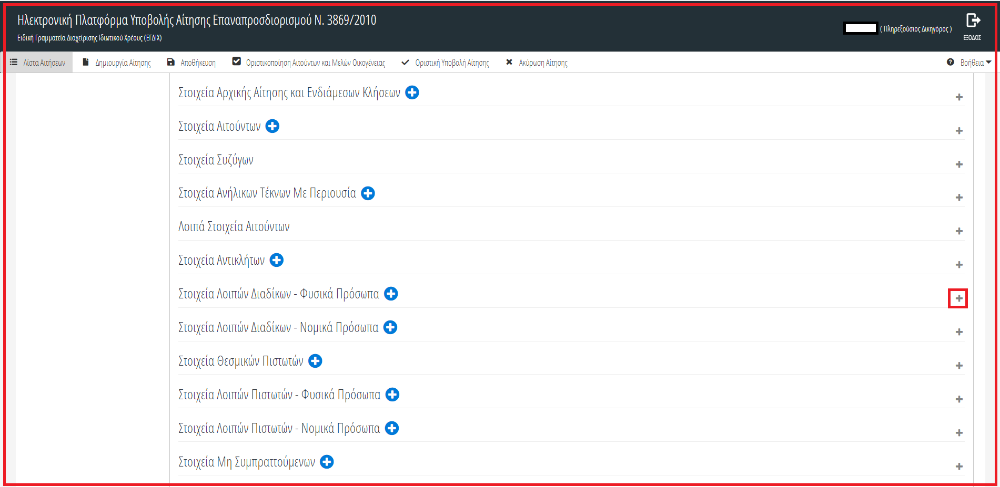 Ηλεκτρονική Πλατφόρμα Υποβολής Αίτησης Επαναπροσδιορισμού Ν. 3869/2010
Ειδική Γραμματεία Διαχείρισης Ιδιωτικού Χρέους (ΕΓΔΙΧ)
( Πληρεξούσιος Δικηγόρος )
ΕΞΟΔΟΣ
Λίστα Αιτήσεων Δημιουργία Αίτησης Αποθήκευση Οριστικοποίηση Αιτούντων και Μελών Οικογένειας Οριστική Υποβολή Αίτησης Ακύρωση Αίτησης Βοήθεια
Στοιχεία Αρχικής Αίτησης και Ενδιάμεσων Κλήσεων
Στοιχεία Αιτούντων
Στοιχεία Συζύγων
Στοιχεία Ανήλικων Τέκνων Με Περιουσία
Λοιπά Στοιχεία Αιτούντων
Στοιχεία Αντικλήτων
Στοιχεία Λοιπών Διαδίκων - Φυσικά Πρόσωπα
Στοιχεία Λοιπών Διαδίκων - Νομικά Πρόσωπα
Στοιχεία Θεσμικών Πιστωτών
Στοιχεία Λοιπών Πιστωτών - Φυσικά Πρόσωπα
Στοιχεία Λοιπών Πιστωτών - Νομικά Πρόσωπα
Στοιχεία Μη Συμπραττούμενων